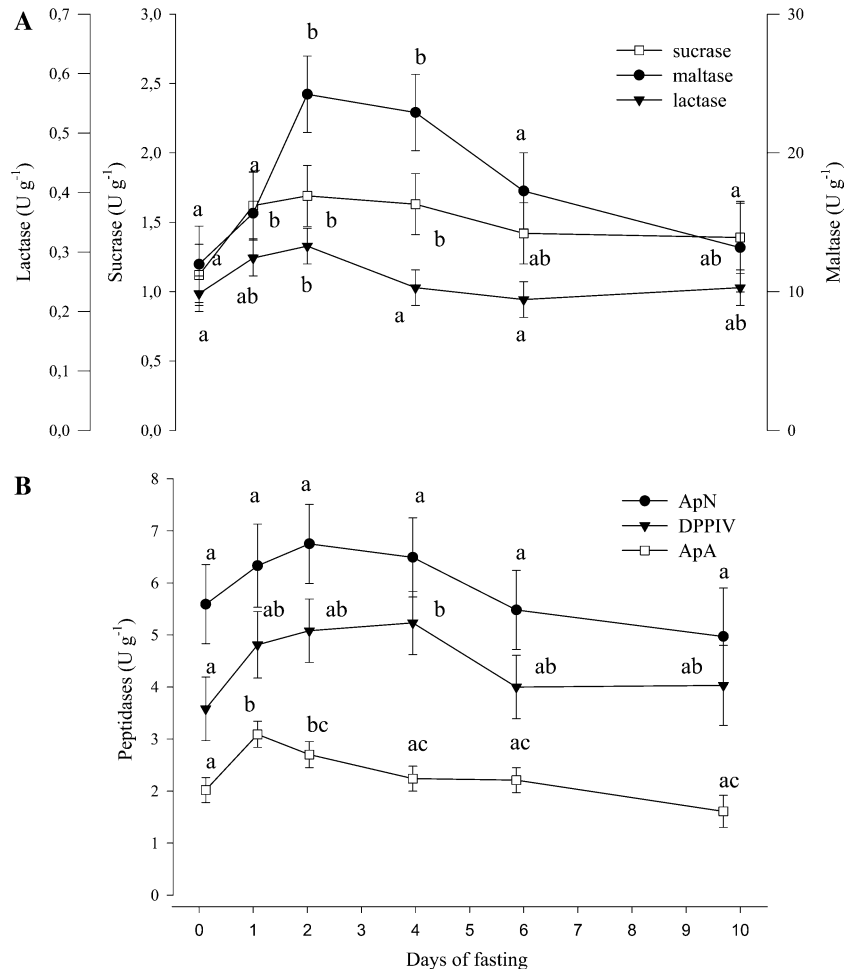 A
0,7
0,6
0,5
0,4
0,3
0,2
0,1
0,0
Lactase (U g-1)
3,0
2,5
2,0
1,5
1,0
0,5
0,0
Sucrase (U g-1)
30
20
10
0
Maltase (U g-1)
sucrase
maltase
lactase
b
b
a
a
a
a
b
b
b
a
ab
ab
ab
b
a
a
a
ab
B
8
7
6
5
4
3
2
1
0
Peptidases (U g-1)
ApN
DPPIV
ApA
a
a
a
a
a
a
ab
ab
b
a
ab
ab
b
bc
a
ac
ac
ac
0 1 2 3 4 5 6 7 8 9 9 10
Days of fasting